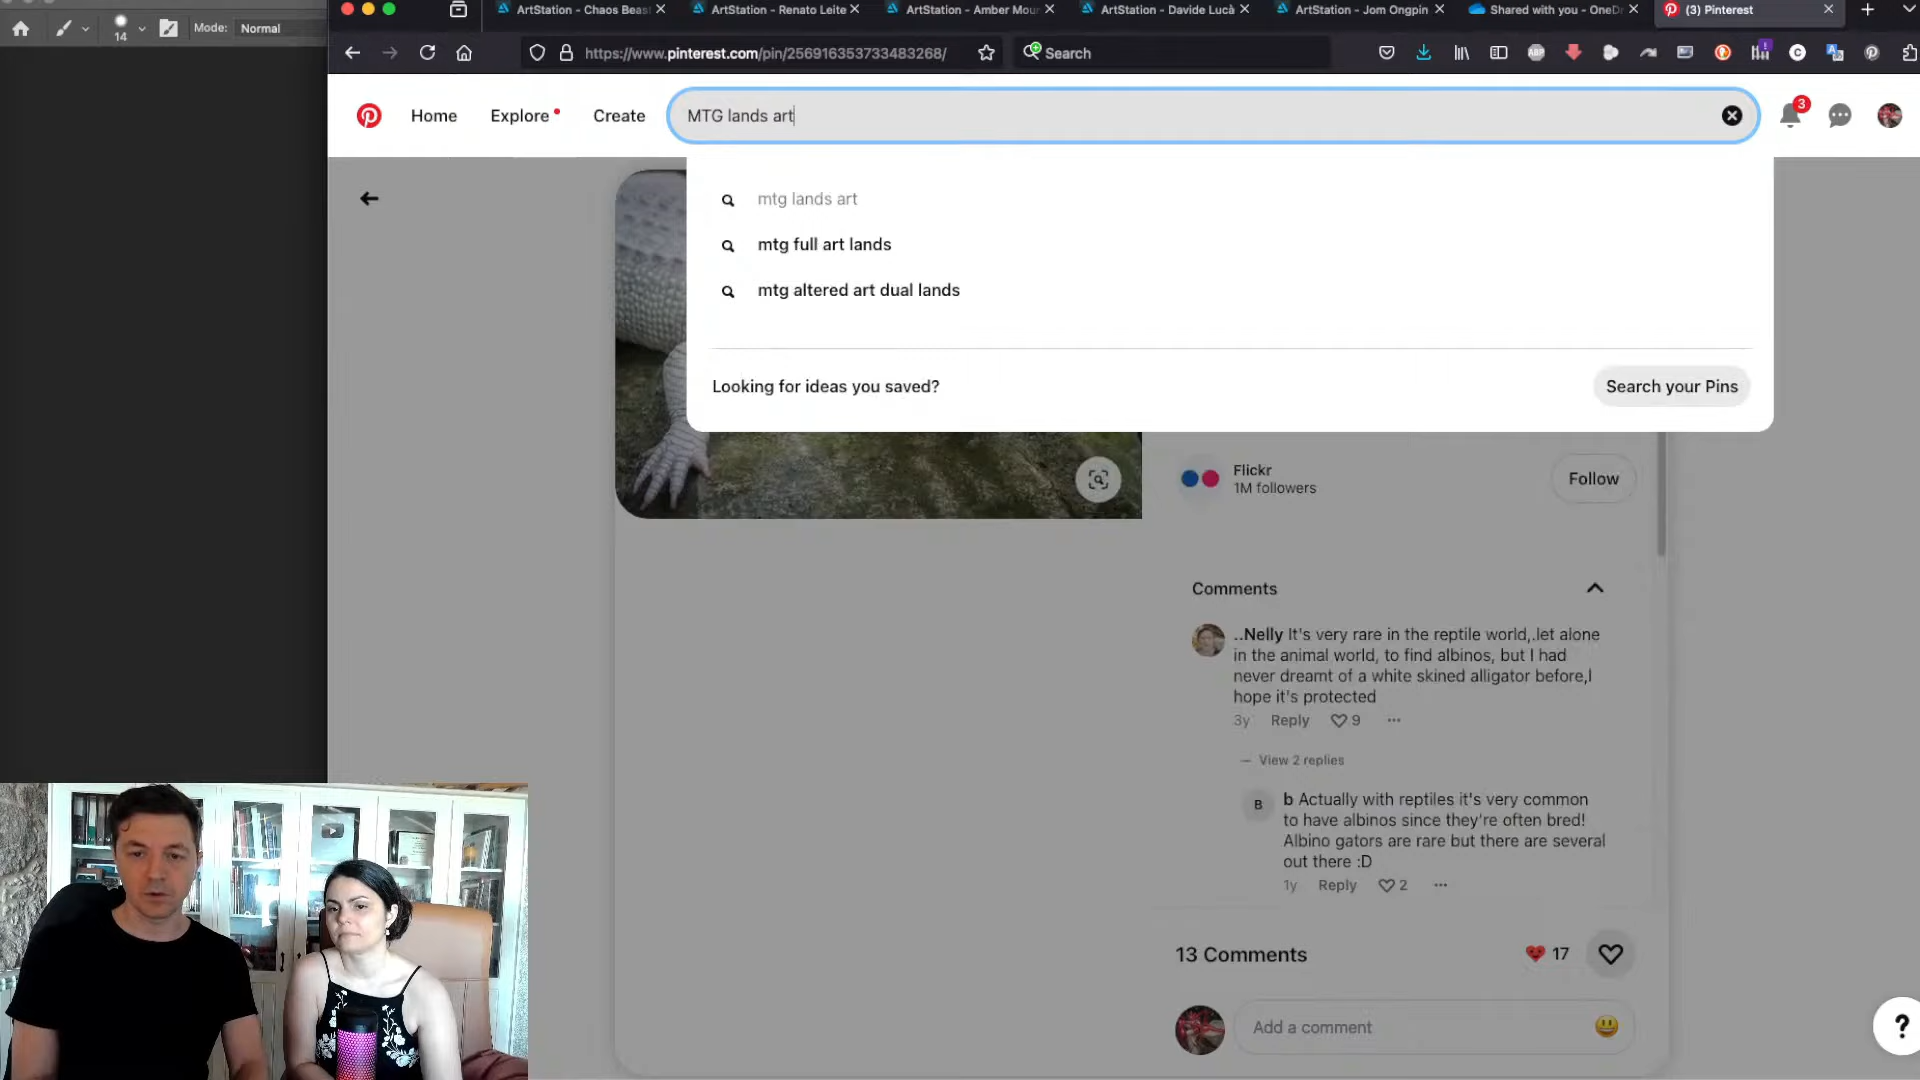 14
Mode: Normal
ArtStation - Chaos Beas
ArtStation - Renato Leite
ArtStation - Amber Mour
ArtStation - Davide Lucà
ArtStation - Jom Ongpin
Shared with you - OneDr
(3) Pinterest
https://www.pinterest.com/pin/256916353733483268/
Search
Home
Explore
Create
MTG lands art
3
mtg lands art
mtg full art lands
mtg altered art dual lands
Looking for ideas you saved?
Search your Pins
Flickr
1M followers
Follow
Comments
..Nelly It's very rare in the reptile world,.let alone
in the animal world, to find albinos, but I had
never dreamt of a white skined alligator before,I
hope it's protected
3y Reply 9 ...
View 2 replies
B
b Actually with reptiles it's very common
to have albinos since they're often bred!
Albino gators are rare but there are several
out there :D
1y Reply 2 ...
13 Comments
17
Add a comment
?